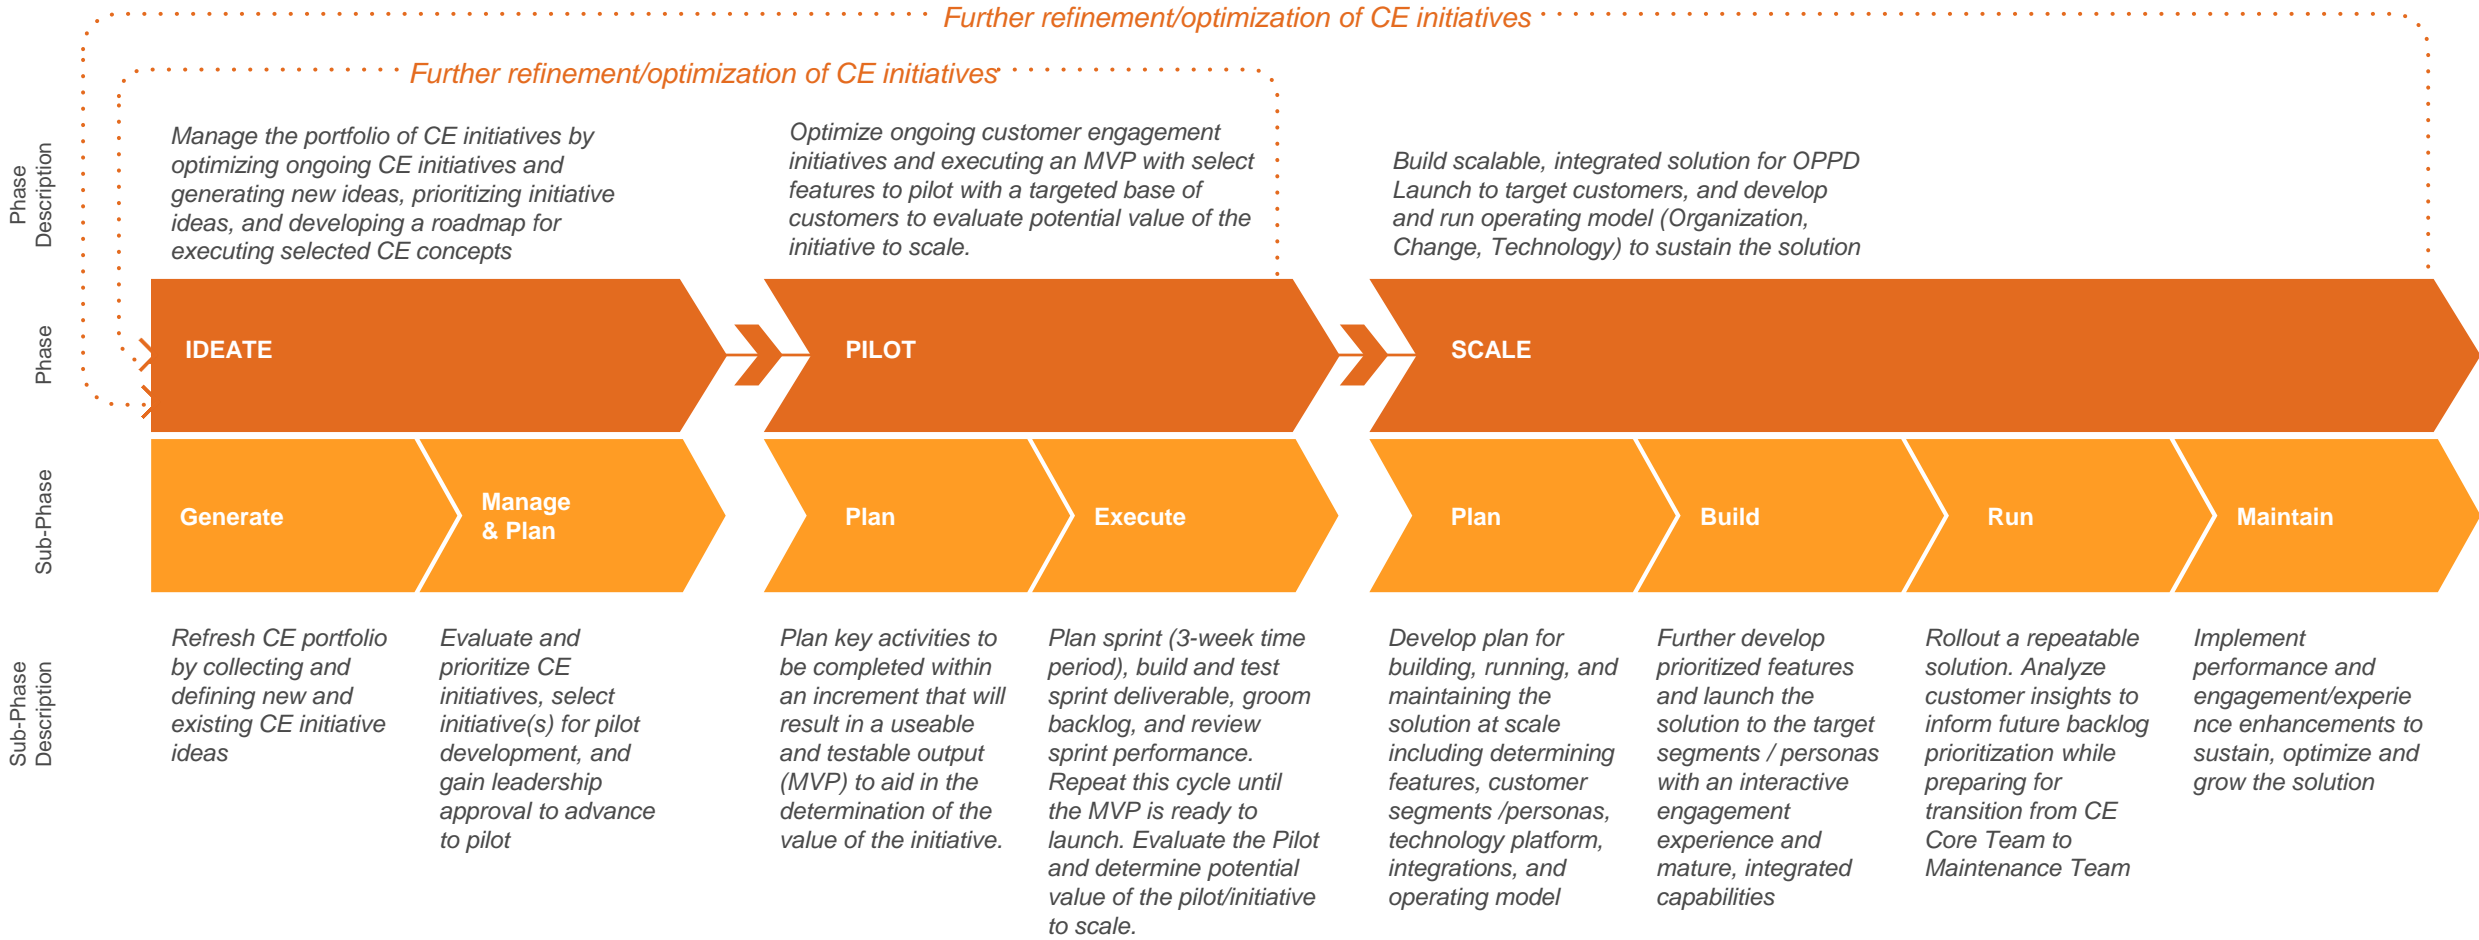 Further refinement/optimization of CE initiatives
Further refinement/optimization of CE initiatives
Phase
Description
Manage the portfolio of CE initiatives by
optimizing ongoing CE initiatives and
generating new ideas, prioritizing initiative
ideas, and developing a roadmap for
executing selected CE concepts
Optimize ongoing customer engagement
initiatives and executing an MVP with select
features to pilot with a targeted base of
customers to evaluate potential value of the
initiative to scale.
Build scalable, integrated solution for OPPD
Launch to target customers, and develop
and run operating model (Organization,
Change, Technology) to sustain the solution
Phase
IDEATE
PILOT
SCALE
Sub-Phase
Generate
Manage
& Plan
Plan
Execute
Plan
Build
Run
Maintain
Sub-Phase
Description
Refresh CE portfolio
by collecting and
defining new and
existing CE initiative
ideas
Evaluate and
prioritize CE
initiatives, select
initiative(s) for pilot
development, and
gain leadership
approval to advance
to pilot
Plan key activities to
be completed within
an increment that will
result in a useable
and testable output
(MVP) to aid in the
determination of the
value of the initiative.
Plan sprint (3-week time
period), build and test
sprint deliverable, groom
backlog, and review
sprint performance.
Repeat this cycle until
the MVP is ready to
launch. Evaluate the Pilot
and determine potential
value of the pilot/initiative
to scale.
Develop plan for
building, running, and
maintaining the
solution at scale
including determining
features, customer
segments /personas,
technology platform,
integrations, and
operating model
Further develop
prioritized features
and launch the
solution to the target
segments / personas
with an interactive
engagement
experience and
mature, integrated
capabilities
Rollout a repeatable
solution. Analyze
customer insights to
inform future backlog
prioritization while
preparing for
transition from CE
Core Team to
Maintenance Team
Implement
performance and
engagement/experie
nce enhancements to
sustain, optimize and
grow the solution